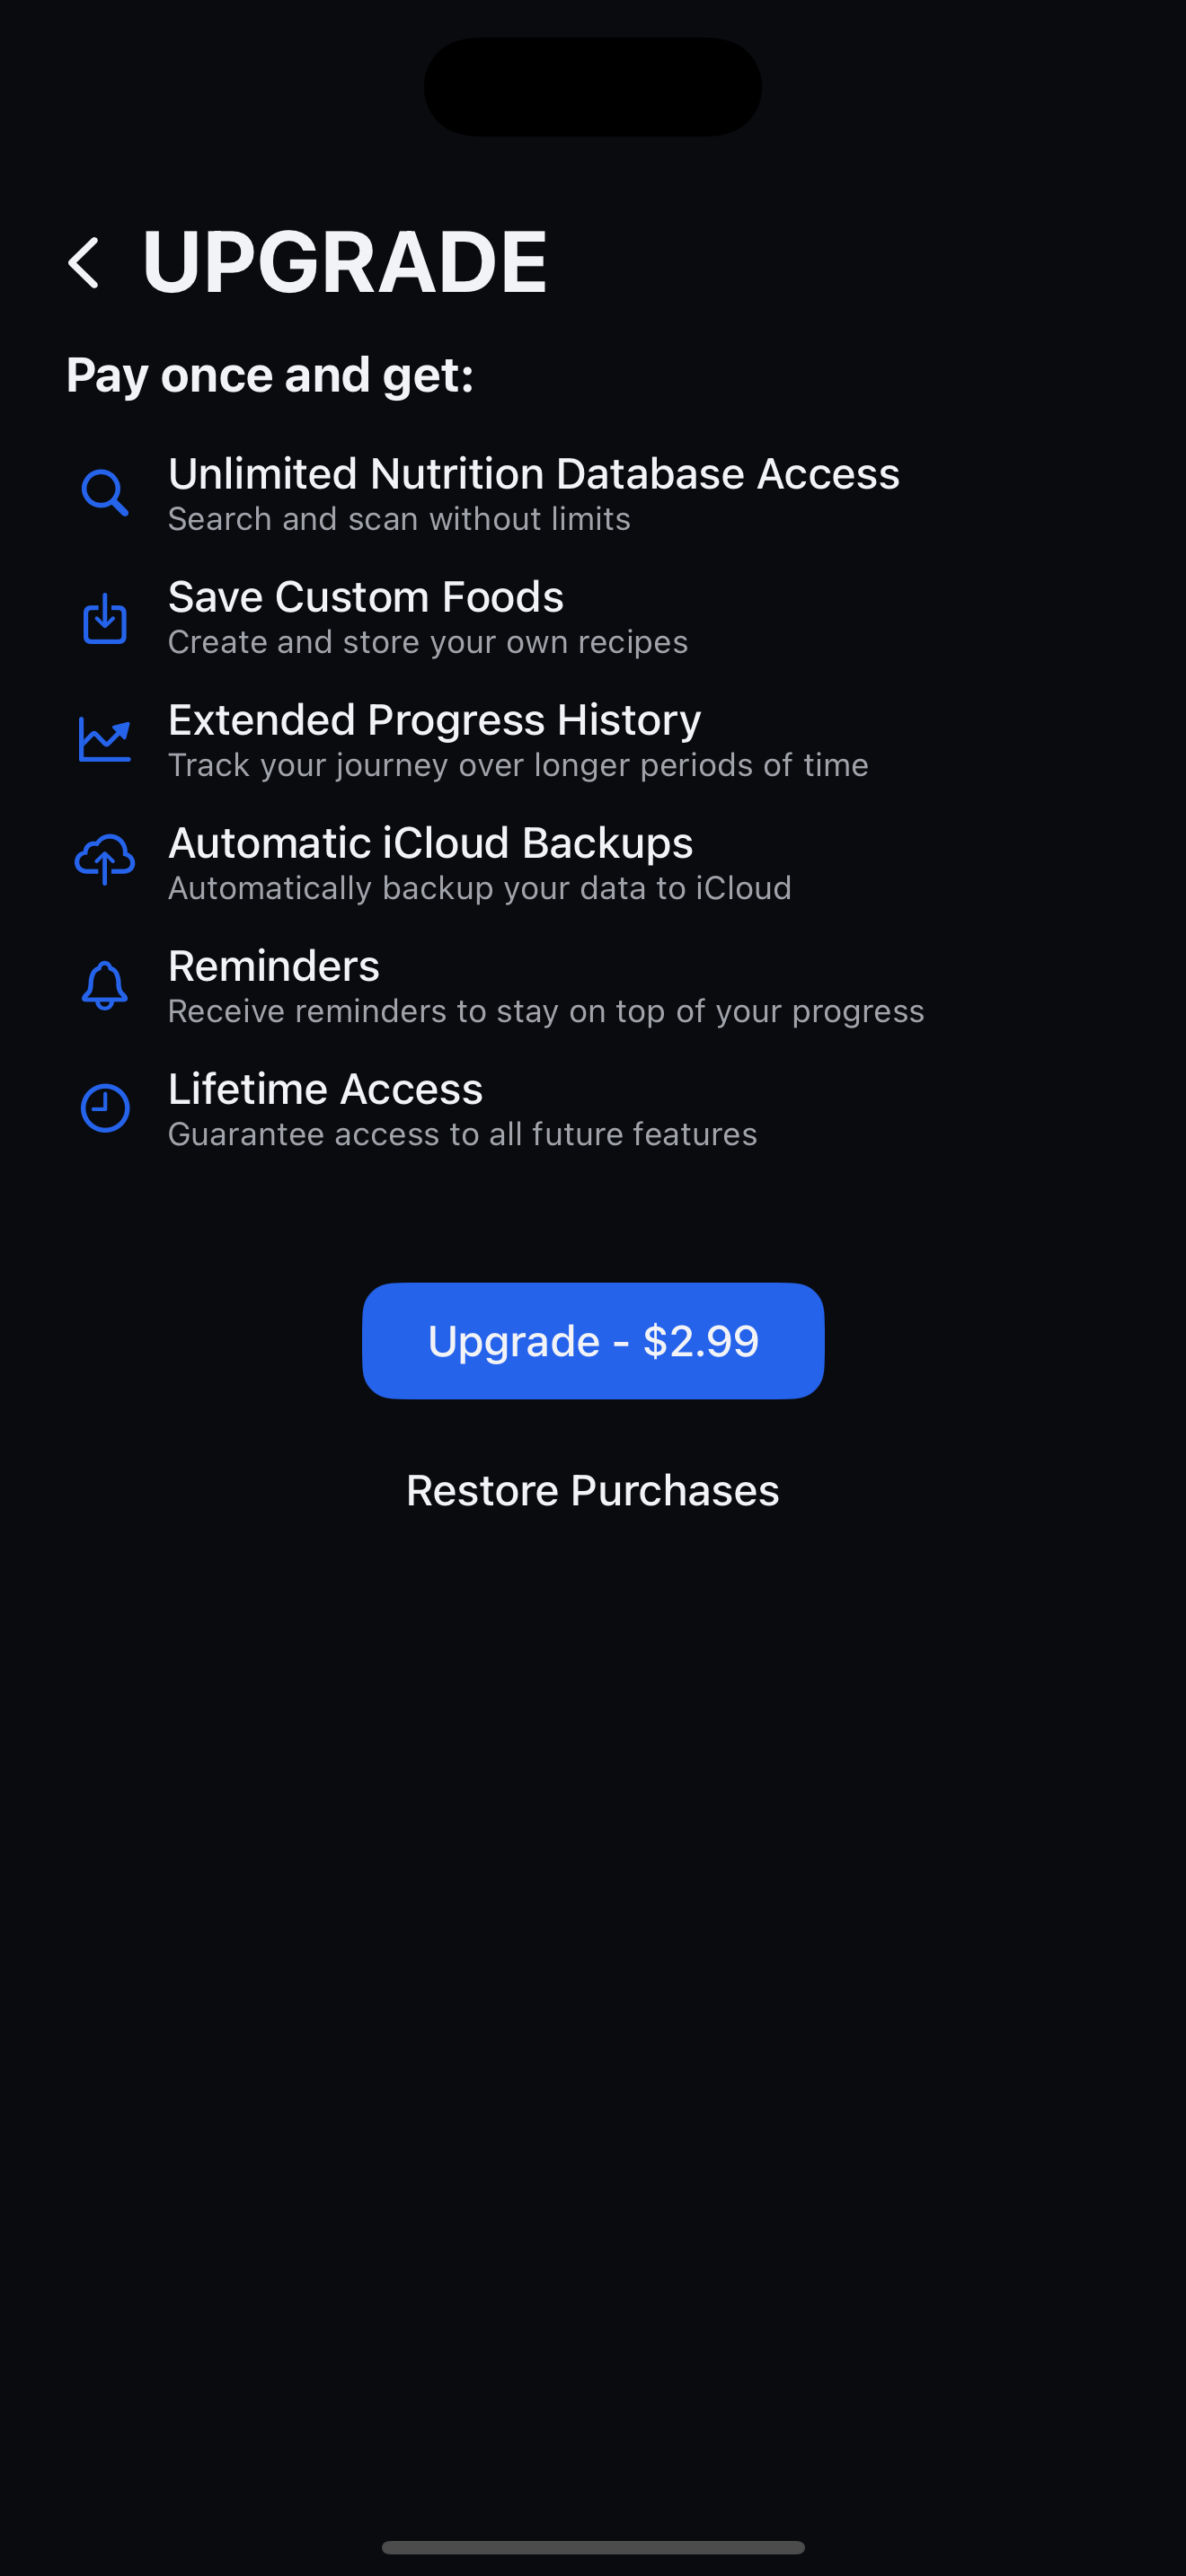 UPGRADE
Pay once and get:
Unlimited Nutrition Database Access
Search and scan without limits
Save Custom Foods
Create and store your own recipes
Extended Progress History
Track your journey over longer periods of time
Automatic iCloud Backups
Automatically backup your data to iCloud
Reminders
Receive reminders to stay on top of your progress
Lifetime Access
Guarantee access to all future features
Upgrade - $2.99
Restore Purchases